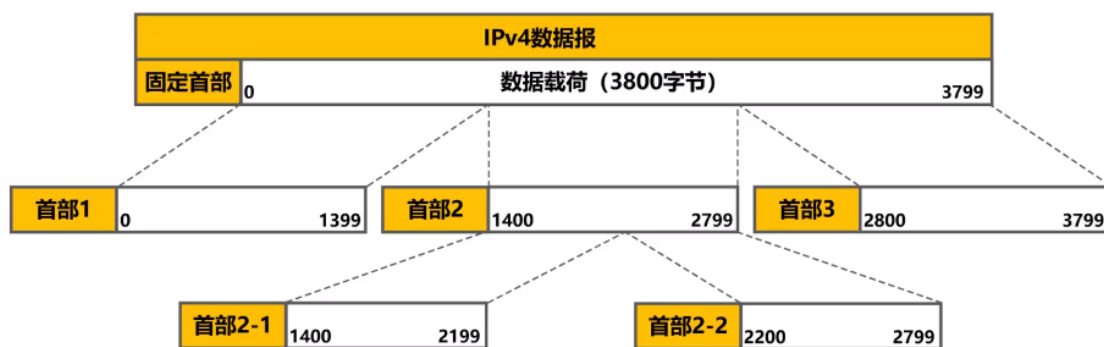 IPv4数据报
固定首部 0 数据载荷（3800字节） 3799
首部1 0 1399 首部2 1400 2799 首部3 2800 3799
首部2-1 1400 2199 首部2-2 2200 2799